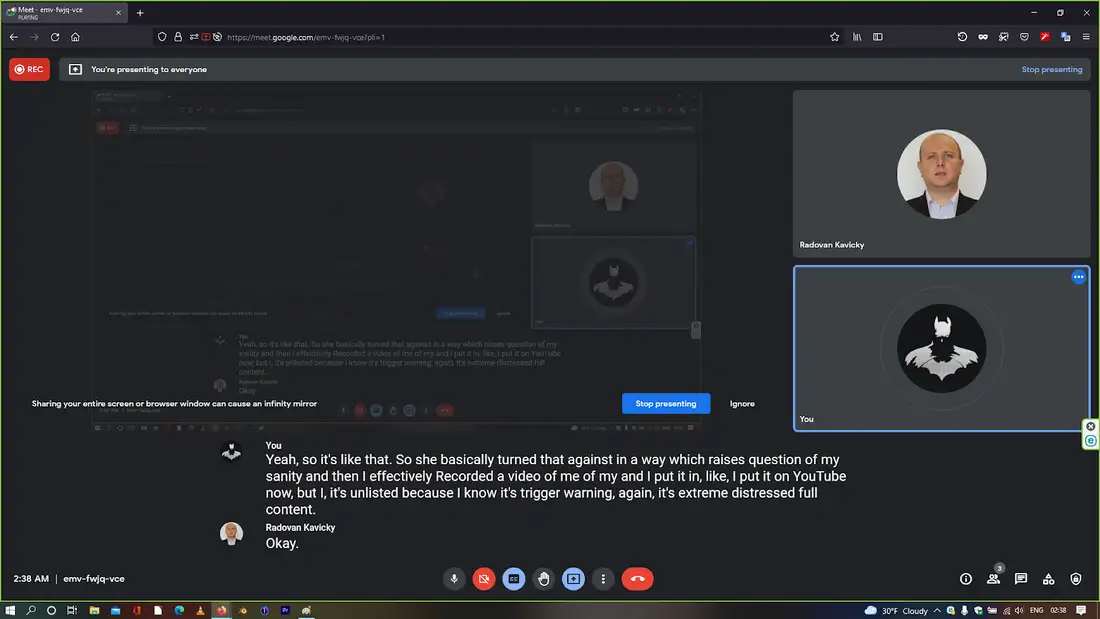 Meet - emv-fwjq-vce
PLAYING
https://meet.google.com/emv-fwjq-vce?pli=1
REC
You're presenting to everyone
Stop presenting
Radovan Kavicky
You
Sharing your entire screen or browser window can cause an infinity mirror
Stop presenting
Ignore
You
Yeah, so it's like that. So she basically turned that against in a way which raises question of my
sanity and then I effectively Recorded a video of me of my and I put it in, like, I put it on YouTube
now, but I, it's unlisted because I know it's trigger warning, again, it's extreme distressed full
content.
Radovan Kavicky
Okay.
2:38 AM | emv-fwjq-vce
3
30°F Cloudy
ENG
02:38